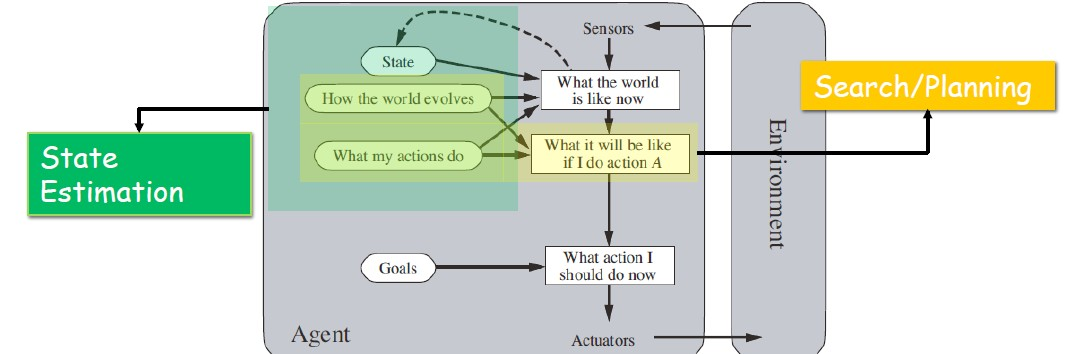 Sensors
State
What the world
is like now
How the world evolves
What my actions do
What it will be like
if I do action A
Goals
What action I
should do now
Agent
Actuators
Environment
State
Estimation
Search/Planning